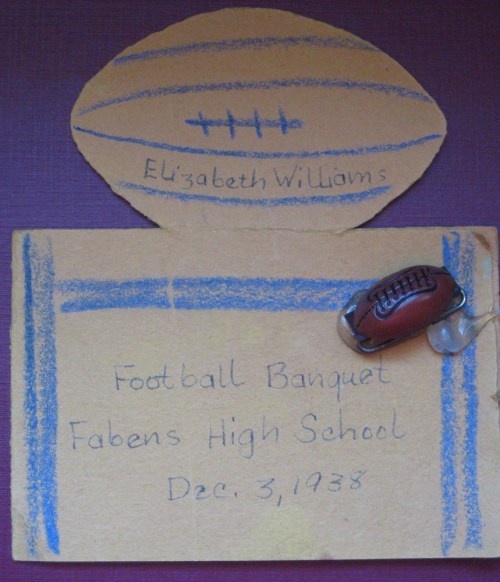 Elizabeth Williams
Football Banquet
Fabens High School
Dec. 3, 1938